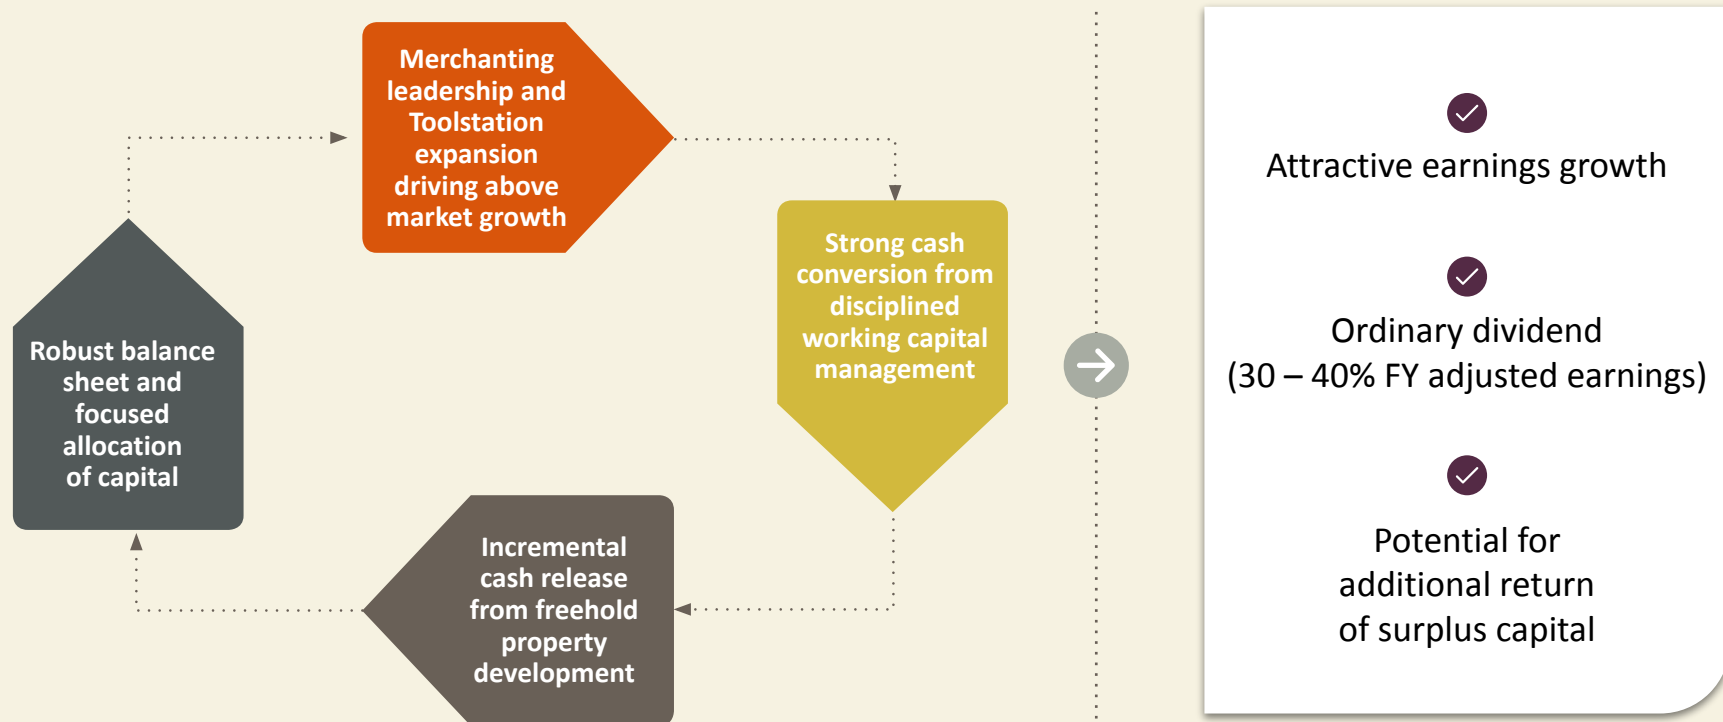 Merchanting
leadership and
Toolstation
expansion
driving above
market growth
Strong cash
conversion from
disciplined
working capital
management
Incremental
cash release
from freehold
property
development
Robust balance
sheet and
focused
allocation
of capital
Attractive earnings growth
Ordinary dividend
(30 – 40% FY adjusted earnings)
Potential for
additional return
of surplus capital